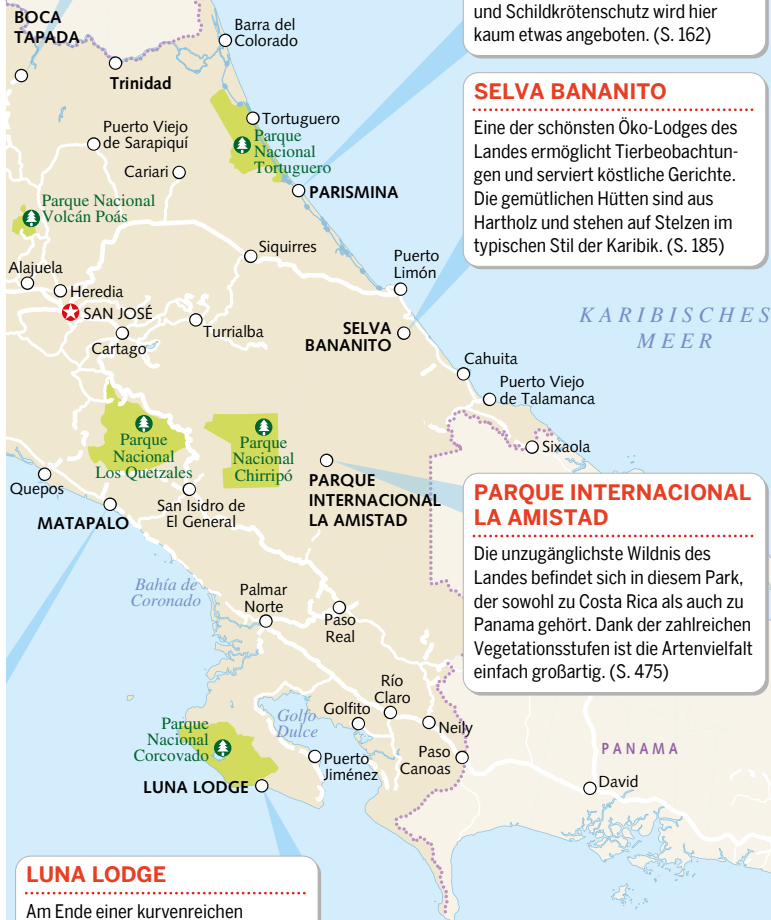 BOCA
TAPADA
Barra del
Colorado
und Schildkrötenschutz wird hier
kaum etwas angeboten. (S. 162)
Trinidad
SELVA BANANITO
Eine der schönsten Öko-Lodges des
Landes ermöglicht Tierbeobachtun-
gen und serviert köstliche Gerichte.
Die gemütlichen Hütten sind aus
Hartholz und stehen auf Stelzen im
typischen Stil der Karibik. (S. 185)
Puerto Viejo
de Sarapiquí
Tortuguero
Parque
Nacional
Tortuguero
Cariari
PARISMINA
Parque Nacional
Volcán Poás
Siquirres
Puerto
Limón
Alajuela
Heredia
SAN JOSÉ
Turrialba
Cartago
SELVA
BANANITO
KARIBISCHES
MEER
Cahuita
Puerto Viejo
de Talamanca
Sixaola
Parque
Nacional
Los Quetzales
Parque
Nacional
Chirripó
Quepos
MATAPALO
San Isidro de
El General
PARQUE
INTERNACIONAL
LA AMISTAD
PARQUE INTERNACIONAL
LA AMISTAD
Die unzugänglichste Wildnis des
Landes befindet sich in diesem Park,
der sowohl zu Costa Rica als auch zu
Panama gehört. Dank der zahlreichen
Vegetationsstufen ist die Artenvielfalt
einfach großartig. (S. 475)
Bahía de
Coronado
Palmar
Norte
Paso
Real
Río
Claro
Golfito
Golfo
Dulce
Neily
Parque
Nacional
Corcovado
Puerto
Jiménez
Paso
Canoas
PANAMA
David
LUNA LODGE
LUNA LODGE
Am Ende einer kurvenreichen